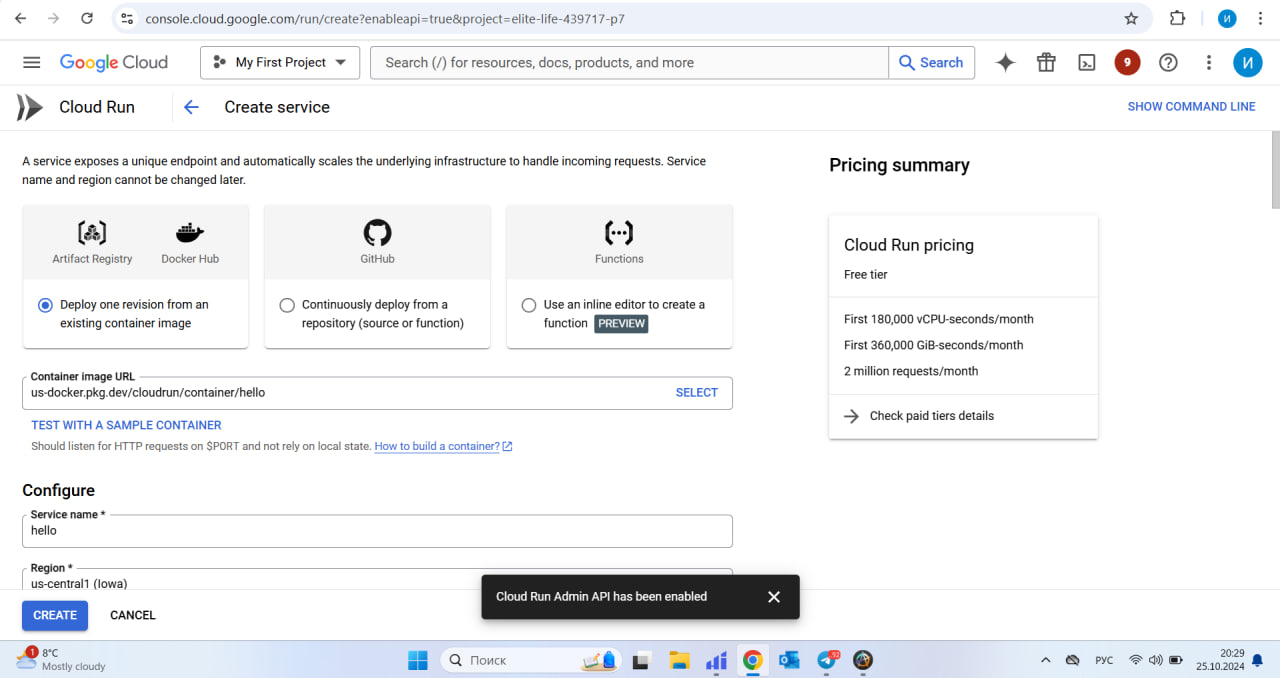 console.cloud.google.com/run/create?enableapi=true&project=elite-life-439717-p7
И
Google Cloud
My First Project
Search (/) for resources, docs, products, and more
Search
9
И
Cloud Run
Create service
SHOW COMMAND LINE
A service exposes a unique endpoint and automatically scales the underlying infrastructure to handle incoming requests. Service
name and region cannot be changed later.
Artifact Registry
Docker Hub
Deploy one revision from an
existing container image
GitHub
Continuously deploy from a
repository (source or function)
Functions
Use an inline editor to create a
function PREVIEW
Container image URL
us-docker.pkg.dev/cloudrun/container/hello
SELECT
TEST WITH A SAMPLE CONTAINER
Should listen for HTTP requests on $PORT and not rely on local state. How to build a container?
Configure
Service name *
hello
Region *
us-central1 (Iowa)
Pricing summary
Cloud Run pricing
Free tier
First 180,000 vCPU-seconds/month
First 360,000 GiB-seconds/month
2 million requests/month
Check paid tiers details
CREATE
CANCEL
Cloud Run Admin API has been enabled
1
8°C
Mostly cloudy
Поиск
92
РУС
20:29
25.10.2024